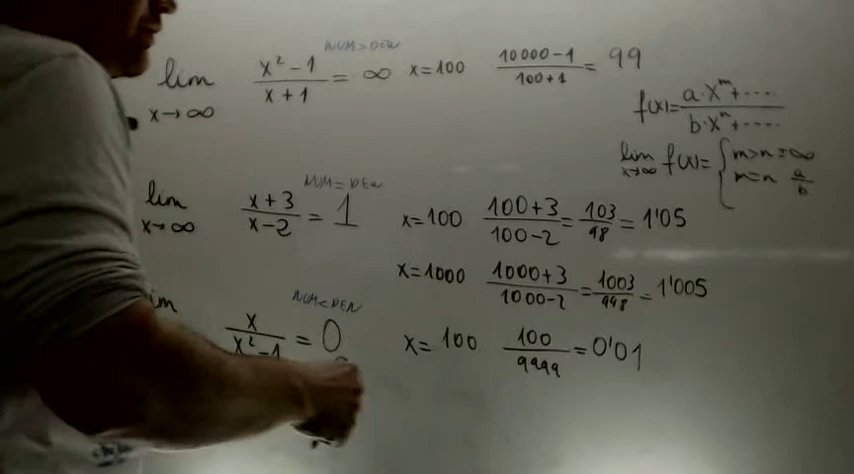 NUM>DEN
lim x→∞ x²-1 / x+1 = ∞ x=100 10000-1 / 100+1 = 99
f(x)= a·x^m+.... / b·x^n+....
lim x→∞ f(x)= { m>n = ∞
m=n a/b
NUM=DEN
lim x→∞ x+3 / x-2 = 1 x=100 100+3 / 100-2 = 103 / 98 = 1'05
x=1000 1000+3 / 1000-2 = 1003 / 998 = 1'005
NUM<DEN
x / x²-1 = 0 x=100 100 / 9999 = 0'01